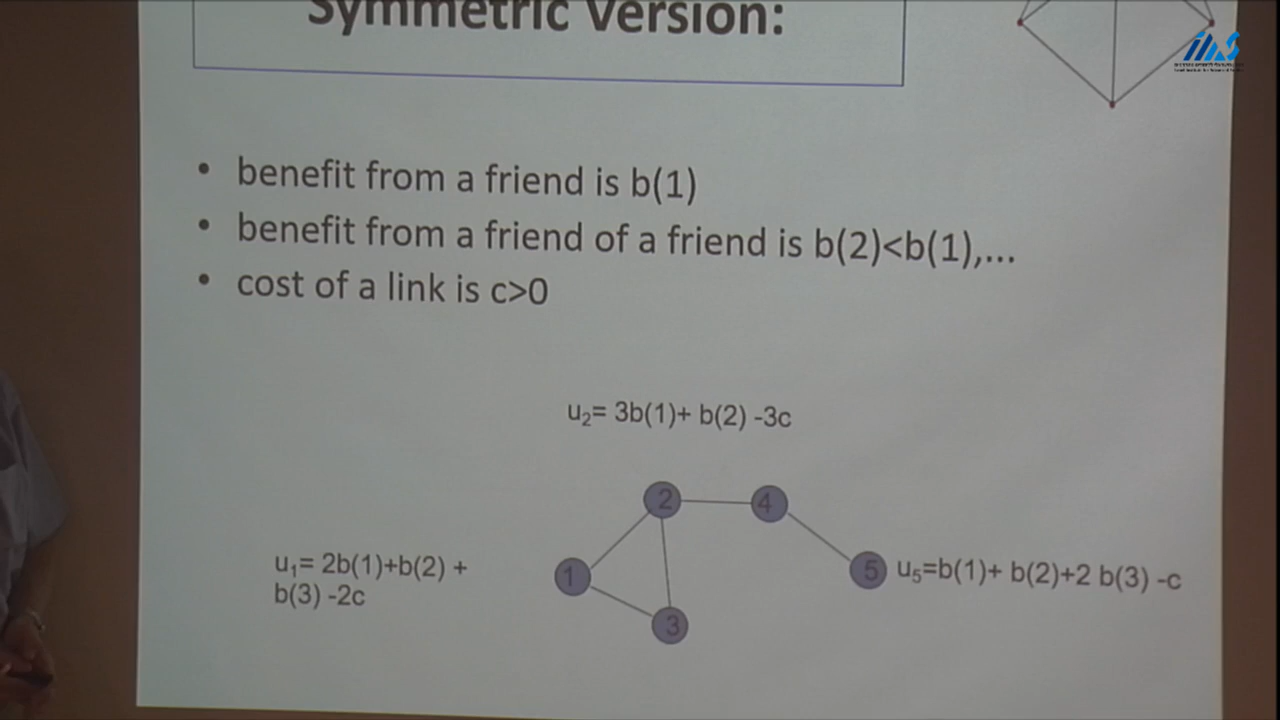 Symmetric Version:
• benefit from a friend is b(1)
• benefit from a friend of a friend is b(2)<b(1),...
• cost of a link is c>0
u₂= 3b(1)+ b(2) -3c
2
4
u₁= 2b(1)+b(2) +
b(3) -2c
1
5
u₅=b(1)+ b(2)+2 b(3) -c
3